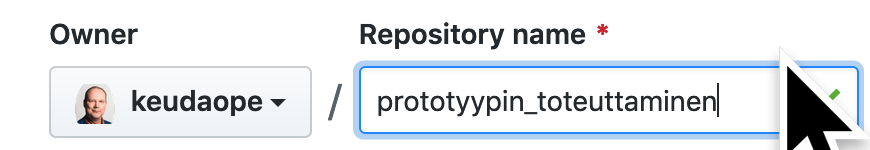 Owner
Repository name *
keudaope / prototyypin_toteuttaminen